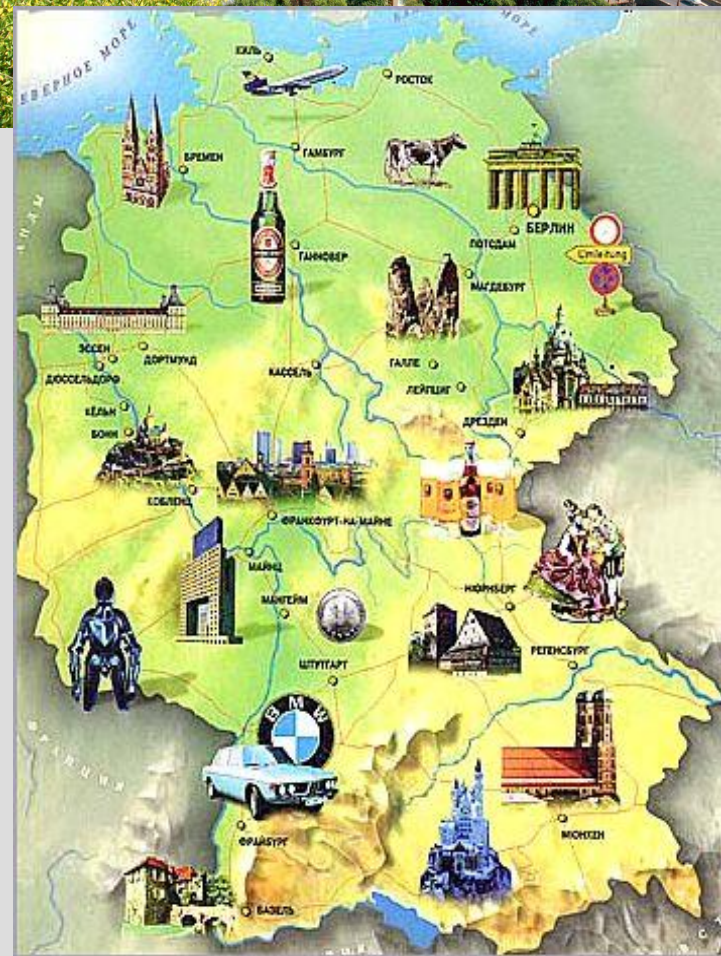 СЕВЕРНОЕ МОРЕ
МОРЕ
КИЛЬ
РОСТОК
БРЕМЕН
ГАМБУРГ
БЕРЛИН
ПОТСДАМ
Umleitung
ГАННОВЕР
МАГДЕБУРГ
ЭССЕН
ДОРТМУНД
ДЮССЕЛЬДОРФ
КАССЕЛЬ
ГАЛЛЕ
ЛЕЙПЦИГ
КЁЛЬН
БОНН
ДРЕЗДЕН
КОБЛЕНЦ
ФРАНКФУРТ-НА-МАЙНЕ
МАЙНЦ
МАНГЕЙМ
НЮРНБЕРГ
ШТУТГАРТ
РЕГЕНСБУРГ
BMW
ФРАНЦИЯ
ФРАЙБУРГ
МЮНХЕН
БАЗЕЛЬ